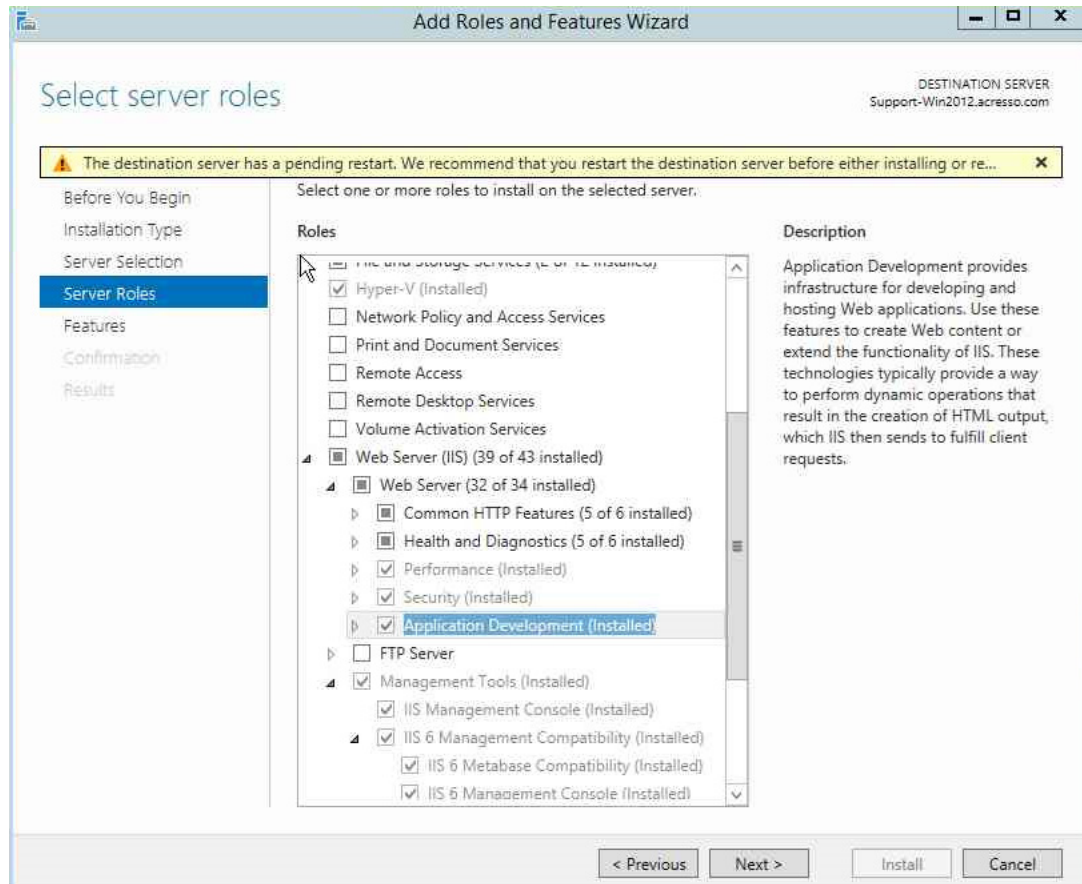 Add Roles and Features Wizard
Select server roles
DESTINATION SERVER
Support-Win2012.acresso.com
The destination server has a pending restart. We recommend that you restart the destination server before either installing or re...
Before You Begin
Installation Type
Server Selection
Server Roles
Features
Confirmation
Results
Select one or more roles to install on the selected server.
Roles
File and Storage Services (2 of 12 installed)
Hyper-V (Installed)
Network Policy and Access Services
Print and Document Services
Remote Access
Remote Desktop Services
Volume Activation Services
Web Server (IIS) (39 of 43 installed)
Web Server (32 of 34 installed)
Common HTTP Features (5 of 6 installed)
Health and Diagnostics (5 of 6 installed)
Performance (Installed)
Security (Installed)
Application Development (Installed)
FTP Server
Management Tools (Installed)
IIS Management Console (Installed)
IIS 6 Management Compatibility (Installed)
IIS 6 Metabase Compatibility (Installed)
IIS 6 Management Console (Installed)
Description
Application Development provides
infrastructure for developing and
hosting Web applications. Use these
features to create Web content or
extend the functionality of IIS. These
technologies typically provide a way
to perform dynamic operations that
result in the creation of HTML output,
which IIS then sends to fulfill client
requests.
< Previous
Next >
Install
Cancel